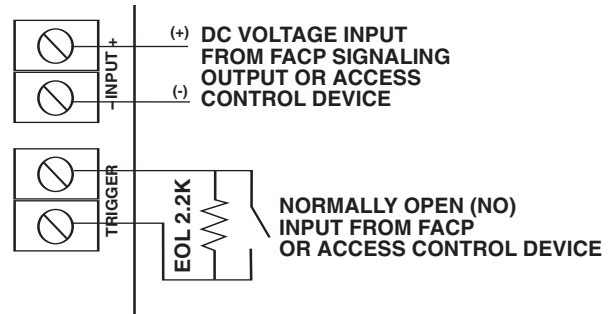 (+) DC VOLTAGE INPUT
FROM FACP SIGNALING
OUTPUT OR ACCESS
(-) CONTROL DEVICE
– INPUT +
TRIGGER
EOL 2.2K
NORMALLY OPEN (NO)
INPUT FROM FACP
OR ACCESS CONTROL DEVICE